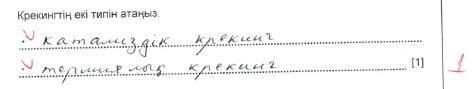 Крекингтің екі типін атаңыз.
катализдік крекинг
термиялық крекинг [1] 1